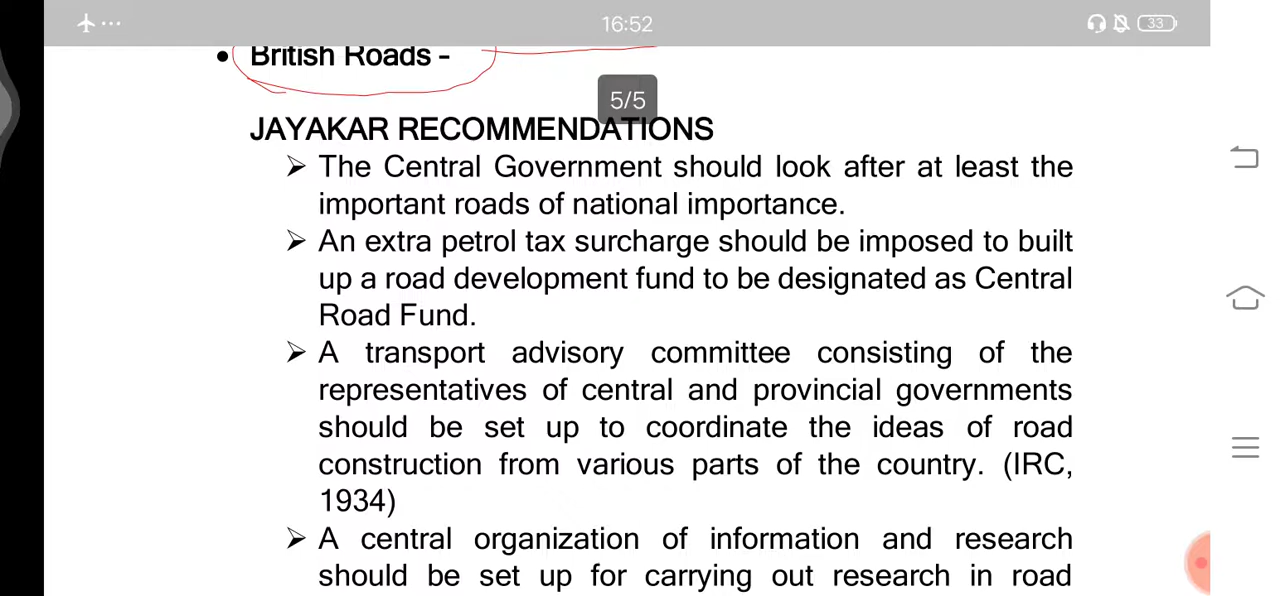 16:52
33
• British Roads -
5/5
JAYAKAR RECOMMENDATIONS
➢ The Central Government should look after at least the
important roads of national importance.
➢ An extra petrol tax surcharge should be imposed to built
up a road development fund to be designated as Central
Road Fund.
➢ A transport advisory committee consisting of the
representatives of central and provincial governments
should be set up to coordinate the ideas of road
construction from various parts of the country. (IRC,
1934)
➢ A central organization of information and research
should be set up for carrying out research in road